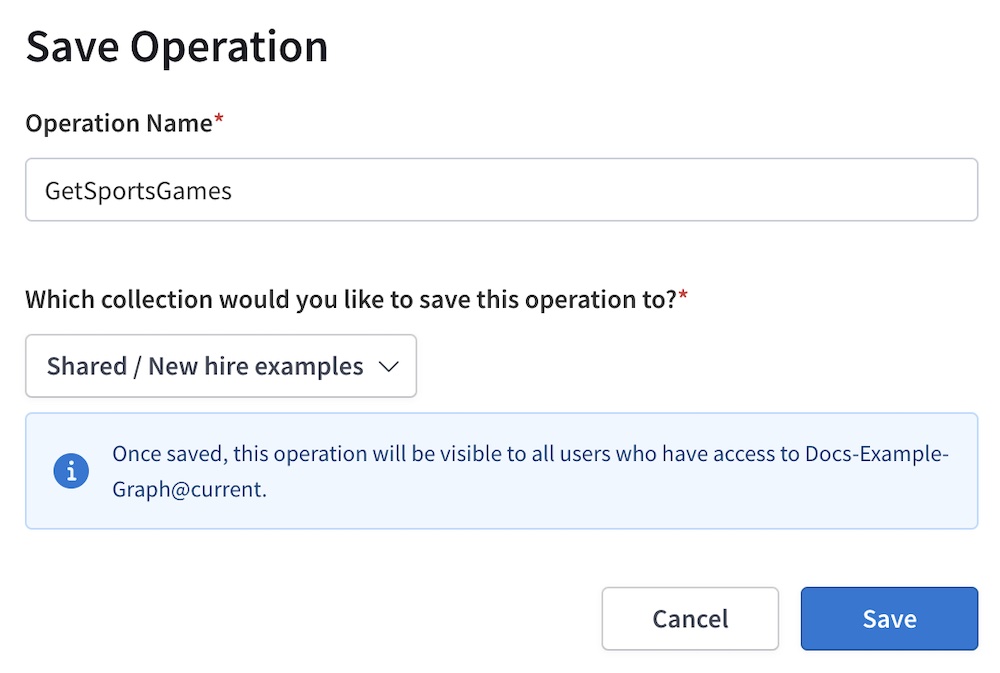 Save Operation
Operation Name*
GetSportsGames
Which collection would you like to save this operation to?*
Shared / New hire examples
Once saved, this operation will be visible to all users who have access to Docs-Example-
Graph@current.
Cancel
Save